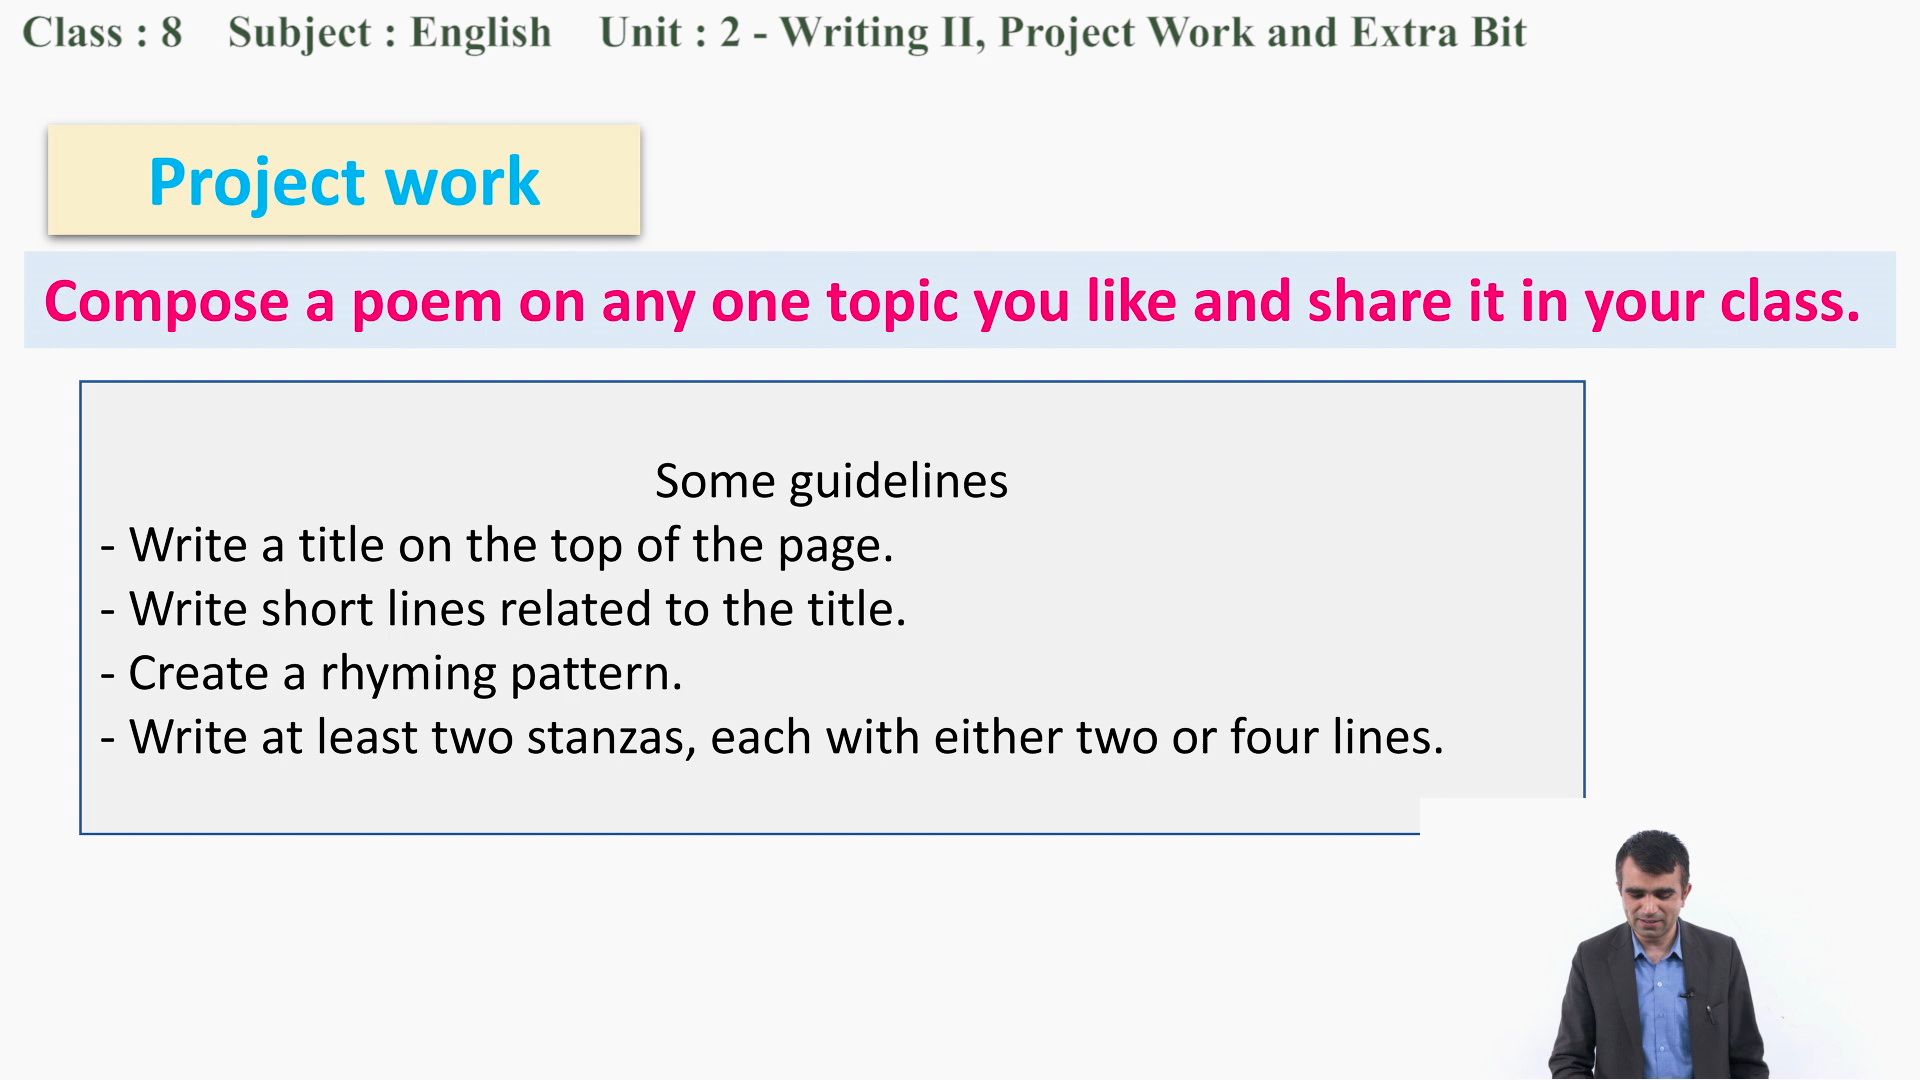 Class : 8 Subject : English Unit : 2 - Writing II, Project Work and Extra Bit
Project work
Compose a poem on any one topic you like and share it in your class.
Some guidelines
- Write a title on the top of the page.
- Write short lines related to the title.
- Create a rhyming pattern.
- Write at least two stanzas, each with either two or four lines.